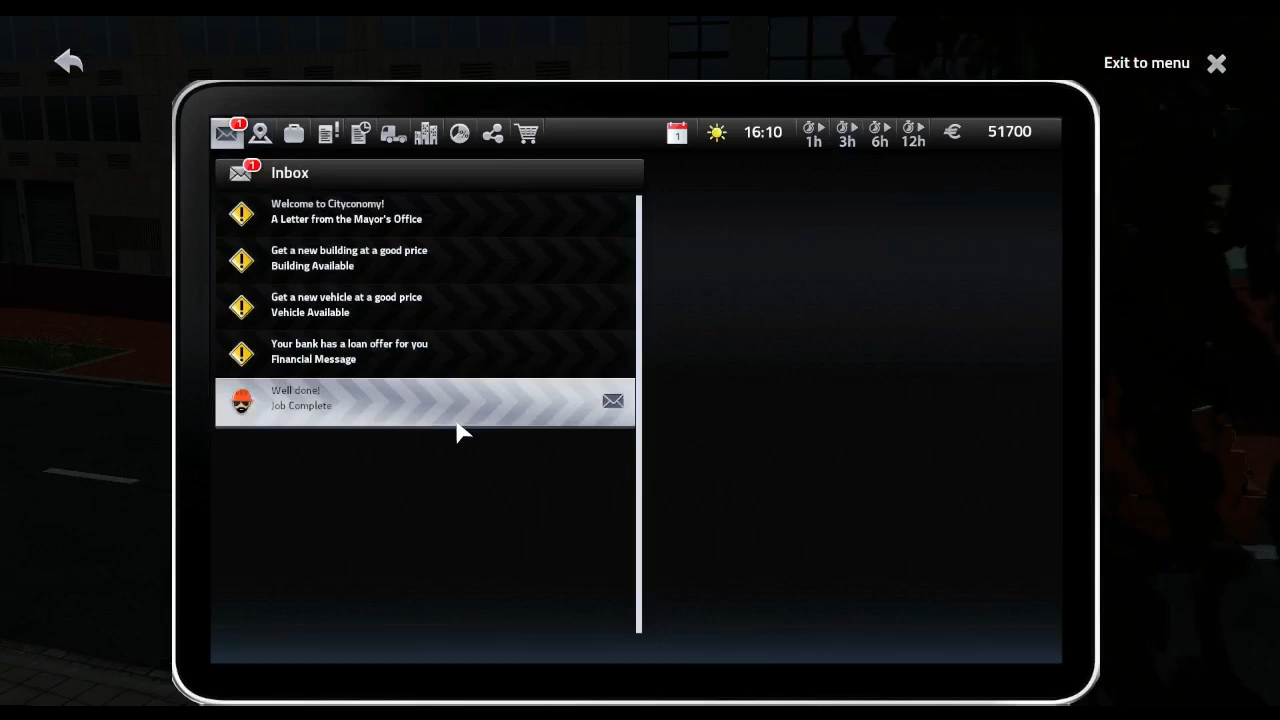 Exit to menu
1
1
16:10
1h
3h
6h
12h
€
51700
1
Inbox
Welcome to Cityconomy!
A Letter from the Mayor's Office
Get a new building at a good price
Building Available
Get a new vehicle at a good price
Vehicle Available
Your bank has a loan offer for you
Financial Message
Well done!
Job Complete